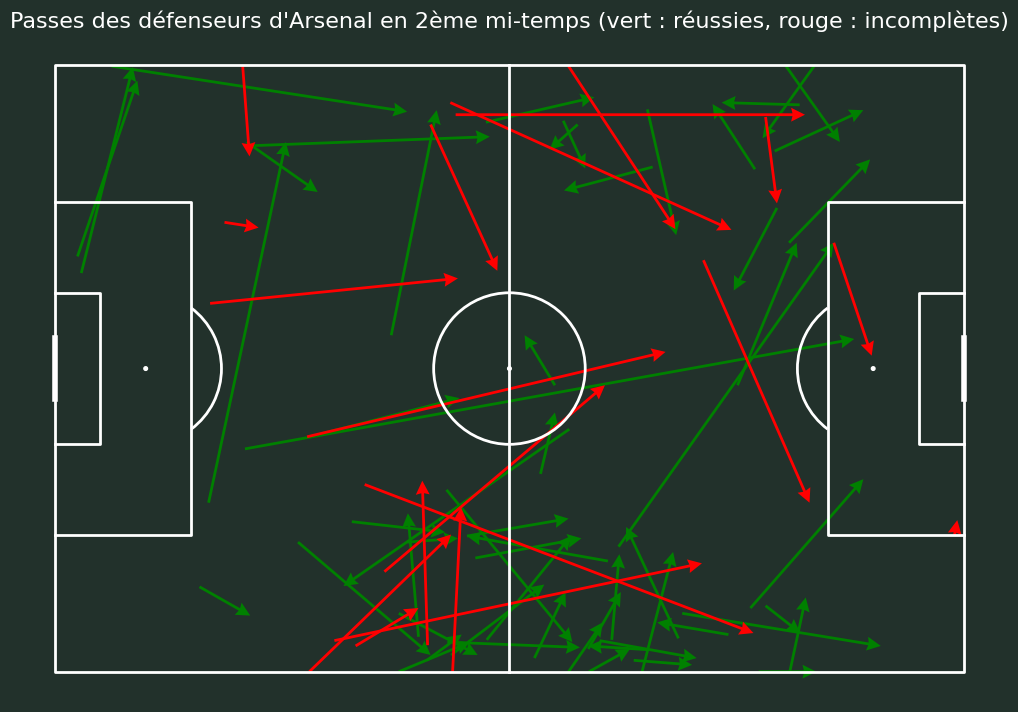 Passes des défenseurs d'Arsenal en 2ème mi-temps (vert : réussies, rouge : incomplètes)